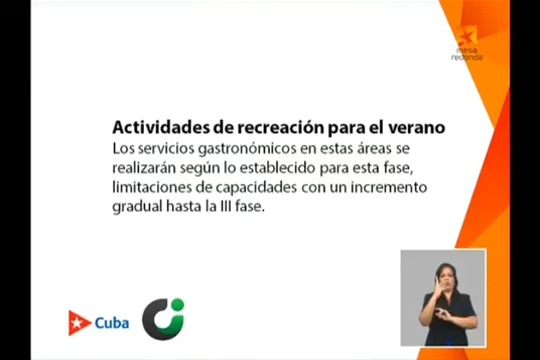 mesa
redonda
Actividades de recreación para el verano
Los servicios gastronómicos en estas áreas se
realizarán según lo establecido para esta fase,
limitaciones de capacidades con un incremento
gradual hasta la III fase.
Cuba